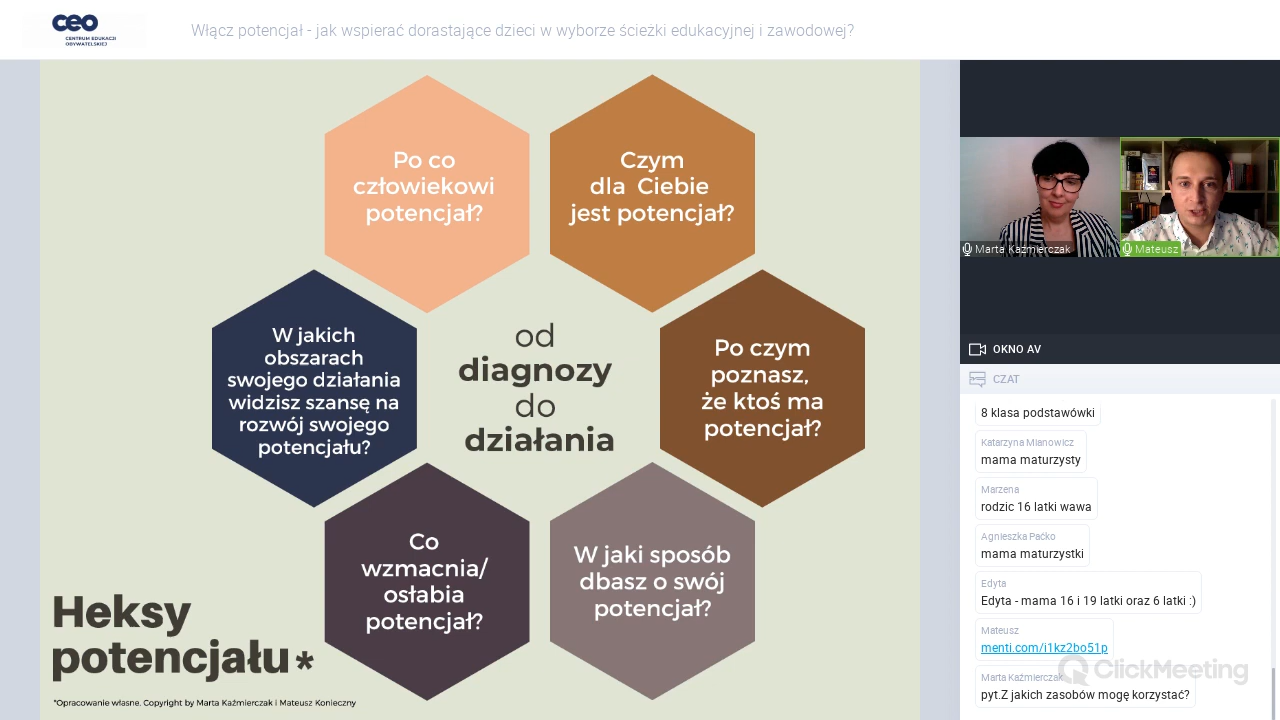 ceo
CENTRUM EDUKACJI
OBYWATELSKIEJ
Włącz potencjał - jak wspierać dorastające dzieci w wyborze ścieżki edukacyjnej i zawodowej?
Po co
człowiekowi
potencjał?
Czym
dla Ciebie
jest potencjał?
W jakich
obszarach
swojego działania
widzisz szansę na
rozwój swojego
potencjału?
od
diagnozy
do
działania
Po czym
poznasz,
że ktoś ma
potencjał?
Co
wzmacnia/
osłabia
potencjał?
W jaki sposób
dbasz o swój
potencjał?
Heksy
potencjału*
*Opracowanie własne. Copyright by Marta Kaźmierczak i Mateusz Konieczny
Marta Kaźmierczak
Mateusz
OKNO AV
CZAT
8 klasa podstawówki
Katarzyna Mianowicz
mama maturzysty
Marzena
rodzic 16 latki wawa
Agnieszka Paćko
mama maturzystki
Edyta
Edyta - mama 16 i 19 latki oraz 6 latki :)
Mateusz
menti.com/i1kz2bo51p
ClickMeeting
Marta Kaźmierczak
pyt.Z jakich zasobów mogę korzystać?